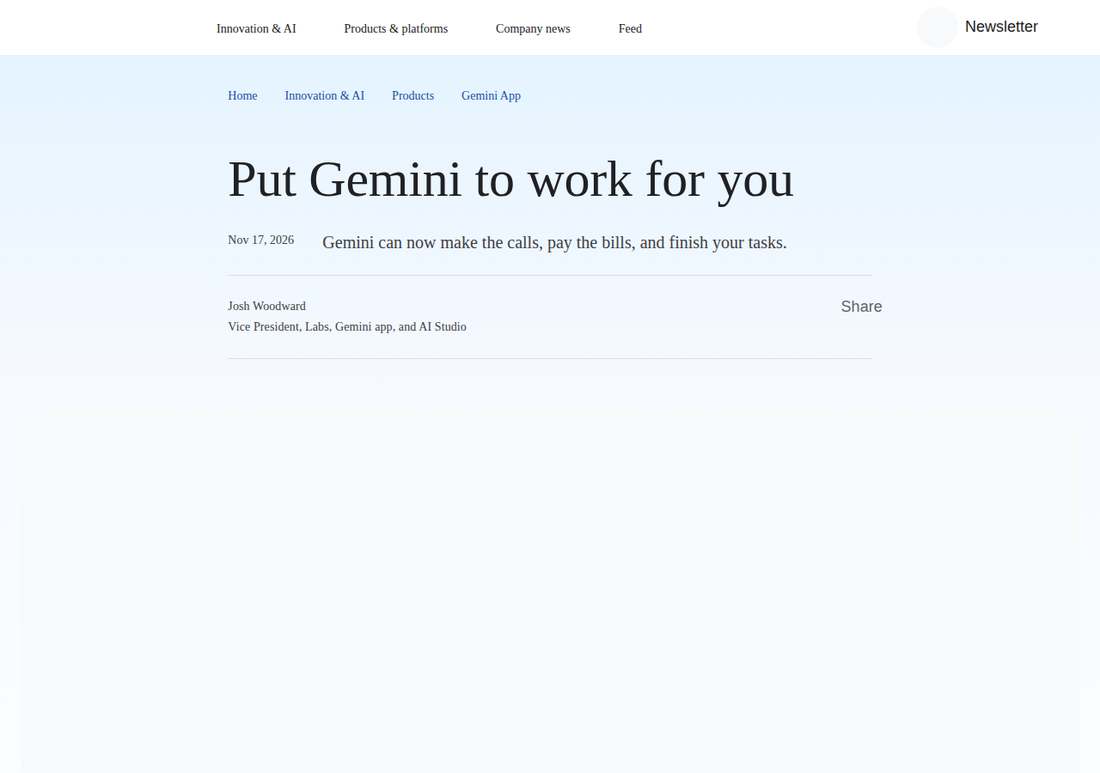 Innovation & AI Products & platforms Company news Feed Newsletter
Home Innovation & AI Products Gemini App
Put Gemini to work for you
Nov 17, 2026 Gemini can now make the calls, pay the bills, and finish your tasks.
Josh Woodward
Vice President, Labs, Gemini app, and AI Studio
Share